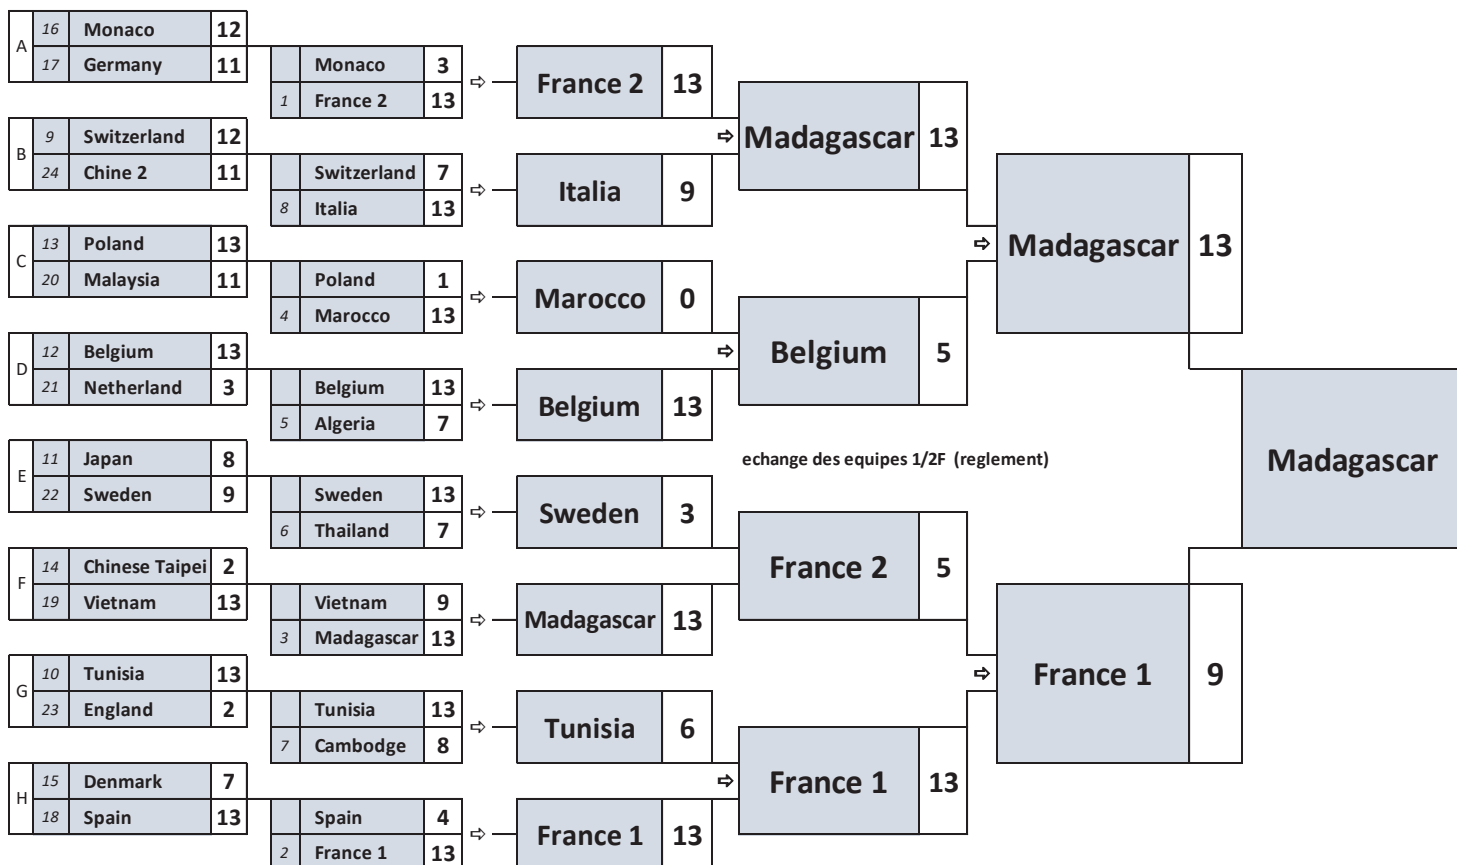 A
16 Monaco 12
17 Germany 11
Monaco 3
1 France 2 13
France 2 13
B
9 Switzerland 12
24 Chine 2 11
Switzerland 7
8 Italia 13
Italia 9
Madagascar 13
C
13 Poland 13
20 Malaysia 11
Poland 1
4 Marocco 13
Marocco 0
D
12 Belgium 13
21 Netherland 3
Belgium 13
5 Algeria 7
Belgium 13
Belgium 5
Madagascar 13
echange des equipes 1/2F (reglement)
E
11 Japan 8
22 Sweden 9
Sweden 13
6 Thailand 7
Sweden 3
F
14 Chinese Taipei 2
19 Vietnam 13
Vietnam 9
3 Madagascar 13
Madagascar 13
France 2 5
G
10 Tunisia 13
23 England 2
Tunisia 13
7 Cambodge 8
Tunisia 6
H
15 Denmark 7
18 Spain 13
Spain 4
2 France 1 13
France 1 13
France 1 13
France 1 9
Madagascar